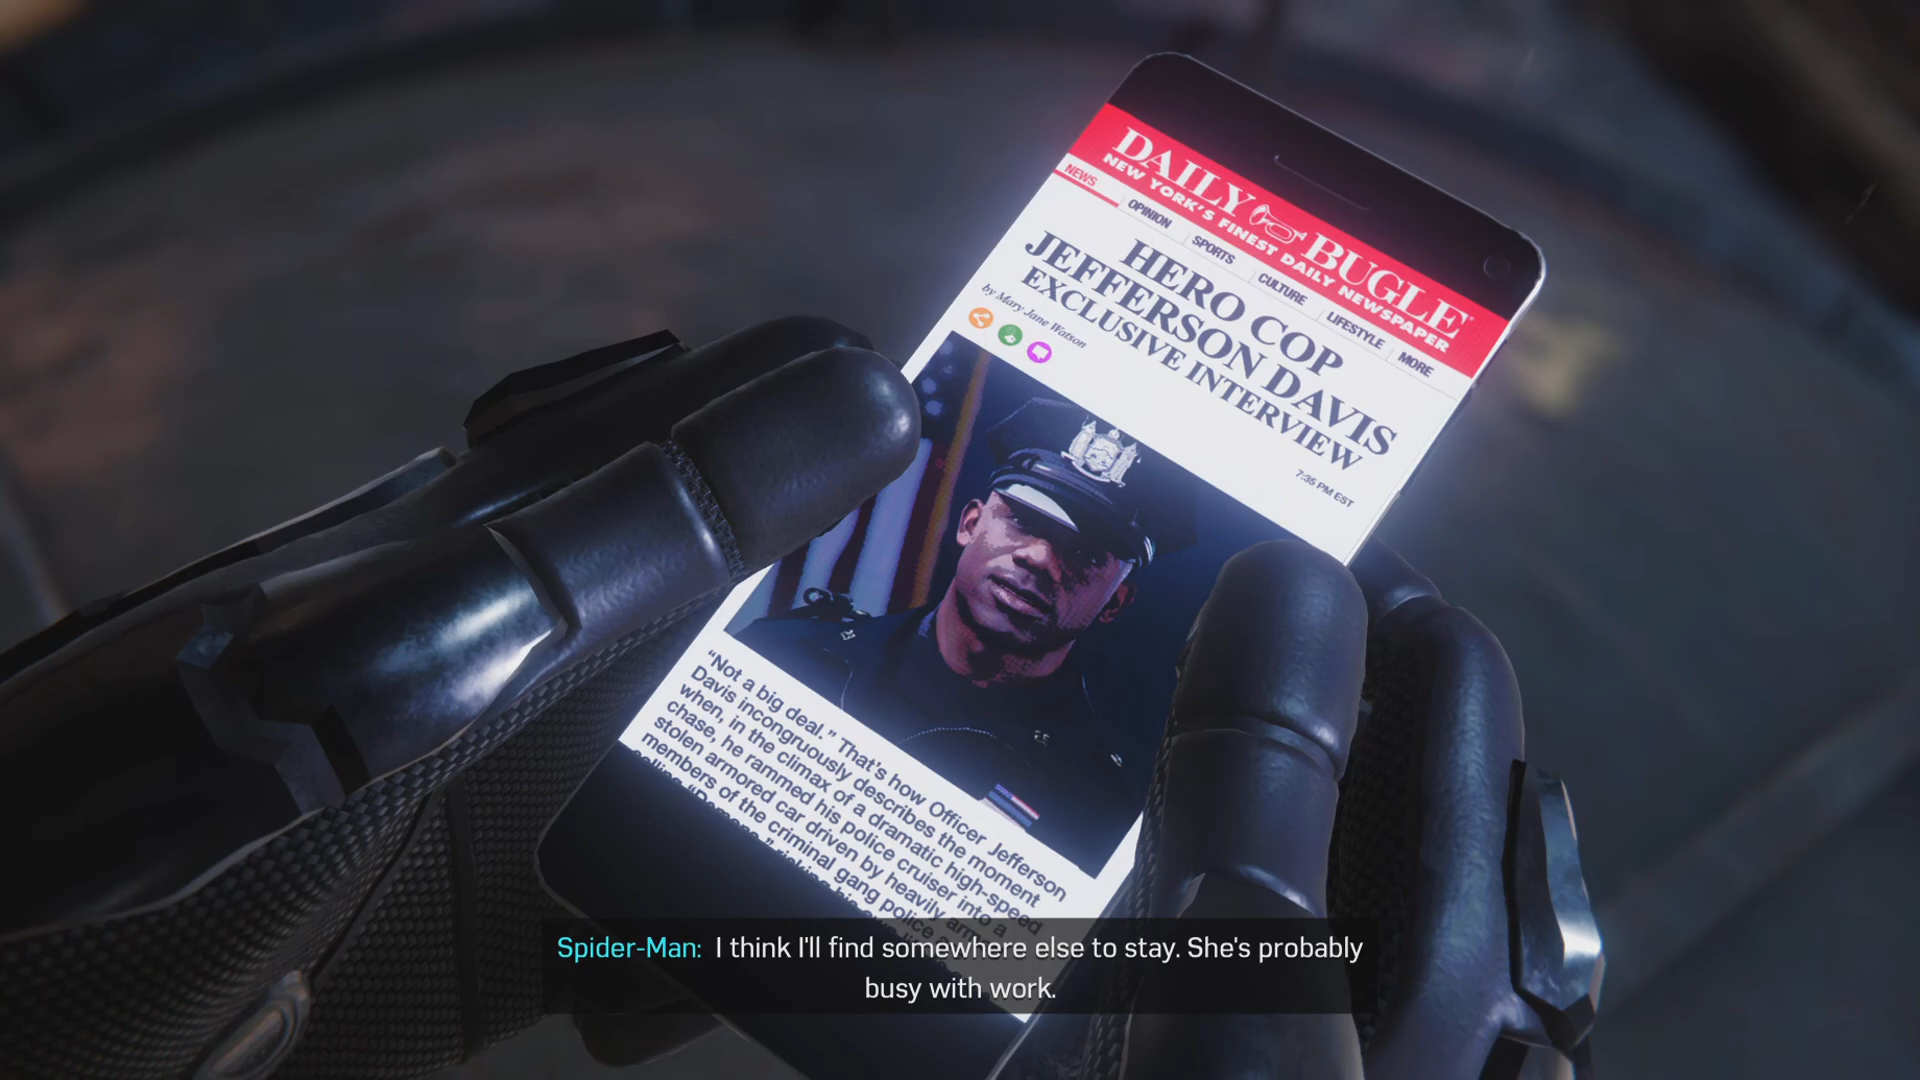 DAILY BUGLE
NEW YORK'S FINEST DAILY NEWSPAPER
NEWS
OPINION
SPORTS
CULTURE
LIFESTYLE
MORE
HERO COP
JEFFERSON DAVIS
EXCLUSIVE INTERVIEW
by Mary Jane Watson
7:35 PM EST
"Not a big deal." That's how Officer Jefferson
Davis incongruously describes the moment
when, in the climax of a dramatic high-speed
chase, he rammed his police cruiser into a
stolen armored car driven by heavily
members of the criminal gang police
Spider-Man: I think I'll find somewhere else to stay. She's probably
busy with work.